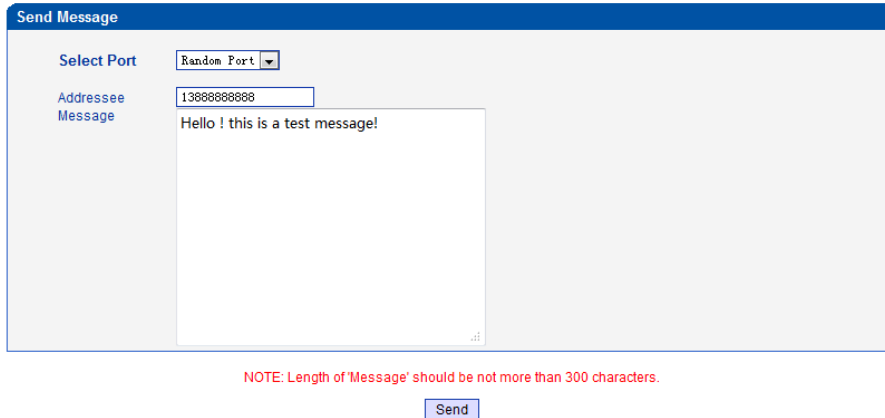 Send Message
Select Port Random Port
Addressee 13888888888
Message Hello ! this is a test message!
NOTE: Length of 'Message' should be not more than 300 characters.
Send